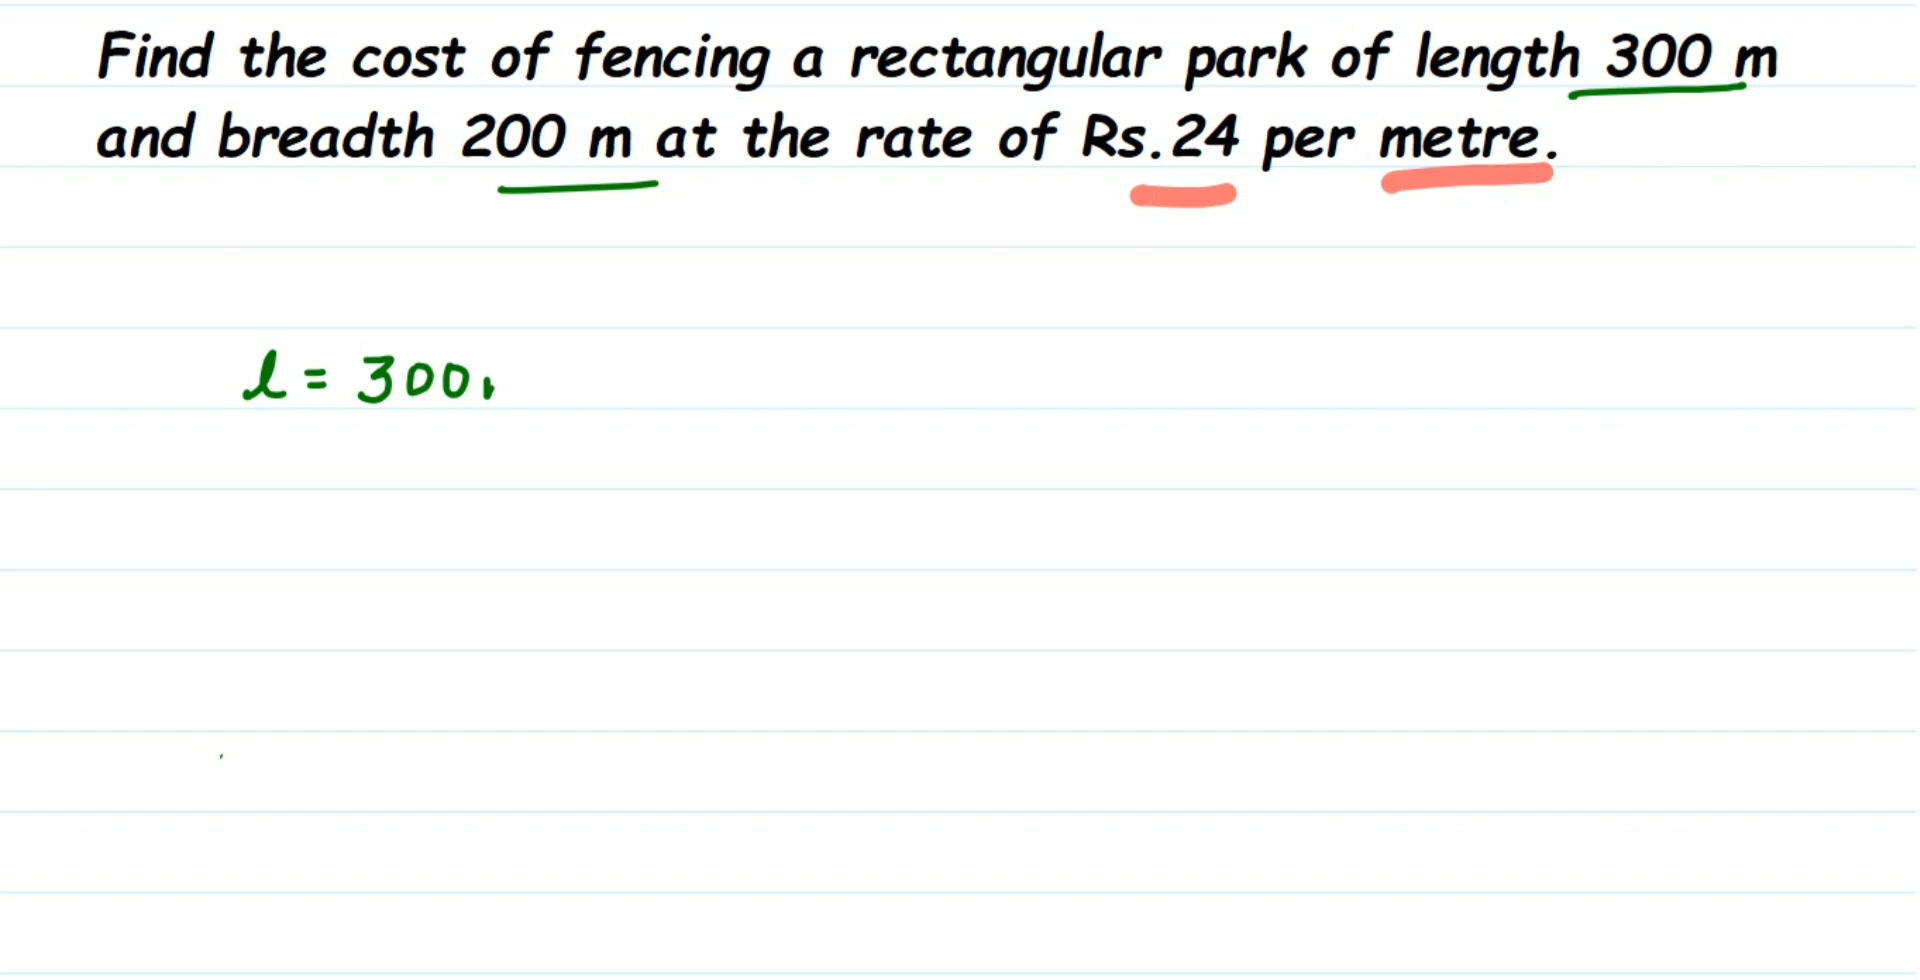 Find the cost of fencing a rectangular park of length 300 m
and breadth 200 m at the rate of Rs.24 per metre.
l = 300